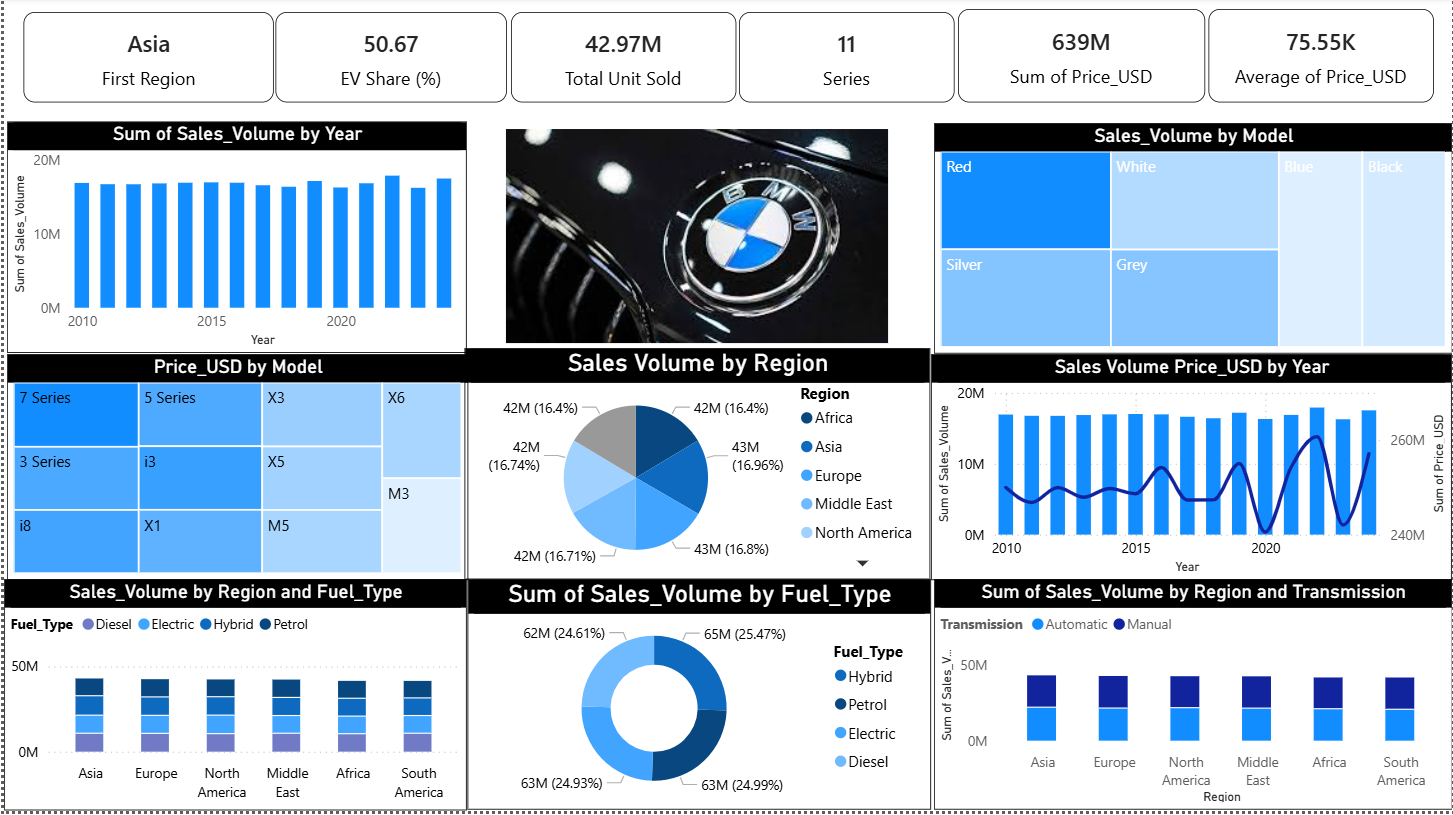 Asia
First Region
50.67
EV Share (%)
42.97M
Total Unit Sold
11
Series
639M
Sum of Price_USD
75.55K
Average of Price_USD
Sum of Sales_Volume by Year
Sum of Sales_Volume
20M
10M
0M
2010
2015
2020
Year
BMW
Sales_Volume by Model
Red
White
Blue
Black
Silver
Grey
Price_USD by Model
7 Series
5 Series
X3
X6
3 Series
i3
X5
M3
i8
X1
M5
Sales Volume by Region
42M (16.4%)
42M (16.4%)
42M
(16.74%)
43M
(16.96%)
42M (16.71%)
43M (16.8%)
Region
Africa
Asia
Europe
Middle East
North America
Sales Volume Price_USD by Year
Sum of Sales_Volume
20M
10M
0M
260M
240M
Sum of Price_USD
2010
2015
2020
Year
Sales_Volume by Region and Fuel_Type
Fuel_Type
Diesel
Electric
Hybrid
Petrol
50M
0M
Asia
Europe
North
America
Middle
East
Africa
South
America
Sum of Sales_Volume by Fuel_Type
62M (24.61%)
65M (25.47%)
63M (24.93%)
63M (24.99%)
Fuel_Type
Hybrid
Petrol
Electric
Diesel
Sum of Sales_Volume by Region and Transmission
Transmission
Automatic
Manual
Sum of Sales_V...
50M
0M
Asia
Europe
North
America
Middle
East
Africa
South
America
Region